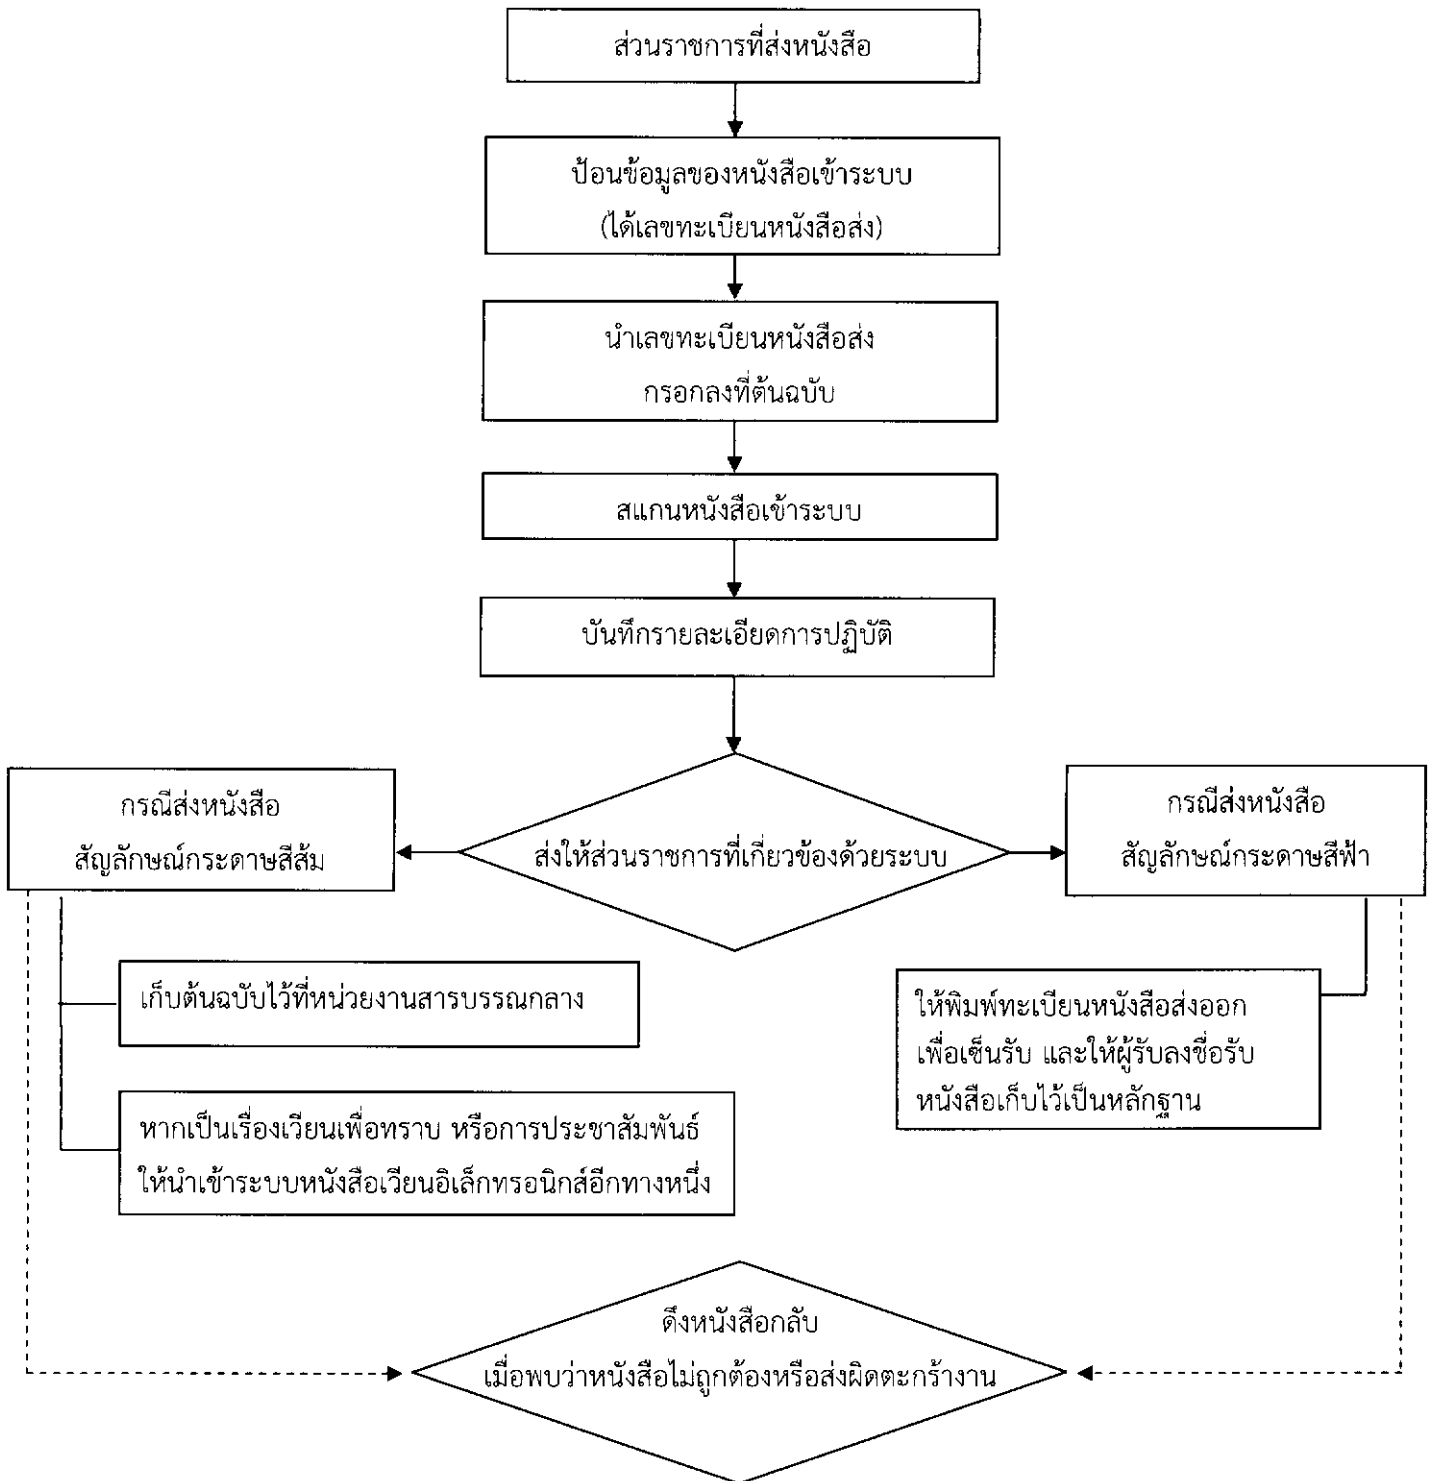 ส่วนราชการที่ส่งหนังสือ
ป้อนข้อมูลของหนังสือเข้าระบบ
(ได้เลขทะเบียนหนังสือส่ง)
นำเลขทะเบียนหนังสือส่ง
กรอกลงที่ต้นฉบับ
สแกนหนังสือเข้าระบบ
บันทึกรายละเอียดการปฏิบัติ
ส่งให้ส่วนราชการที่เกี่ยวข้องด้วยระบบ
กรณีส่งหนังสือ
สัญลักษณ์กระดาษสีส้ม
เก็บต้นฉบับไว้ที่หน่วยงานสารบรรณกลาง
หากเป็นเรื่องเวียนเพื่อทราบ หรือการประชาสัมพันธ์
ให้นำเข้าระบบหนังสือเวียนอิเล็กทรอนิกส์อีกทางหนึ่ง
กรณีส่งหนังสือ
สัญลักษณ์กระดาษสีฟ้า
ให้พิมพ์ทะเบียนหนังสือส่งออก
เพื่อเซ็นรับ และให้ผู้รับลงชื่อรับ
หนังสือเก็บไว้เป็นหลักฐาน
ดึงหนังสือกลับ
เมื่อพบว่าหนังสือไม่ถูกต้องหรือส่งผิดตะกร้างาน